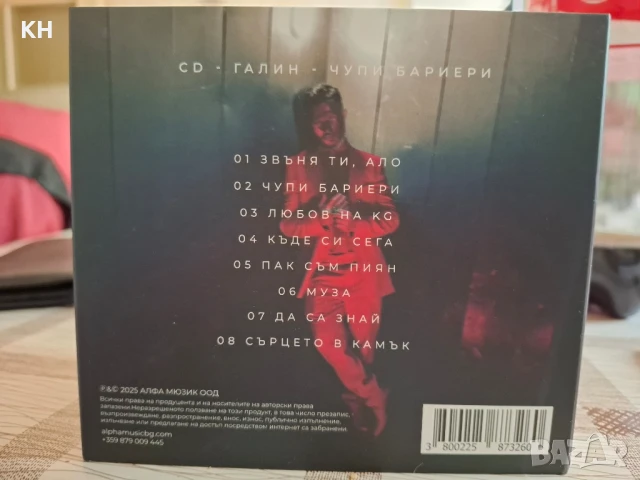 KH
CD - ГАЛИН - ЧУПИ БАРИЕРИ
01 ЗВЪНЯ ТИ, АЛО
02 ЧУПИ БАРИЕРИ
03 ЛЮБОВ НА KG
04 КЪДЕ СИ СЕГА
05 ПАК СЪМ ПИЯН
06 МУЗА
07 ДА СА ЗНАЙ
08 СЪРЦЕТО В КАМЪК
℗&© 2025 АЛФА МЮЗИК ООД
Всички права на продуцента и на носителите на авторски права
запазени.Неразрешеното ползване на този продукт, в това число презапис,
възпроизвеждане, разпространение, внос, износ, публично изпълнение,
излъчване или предлагане на достъп посредством интернет са забранени.
alphamusicbg.com
+359 879 009 445
3 800225 873260
BAZAR